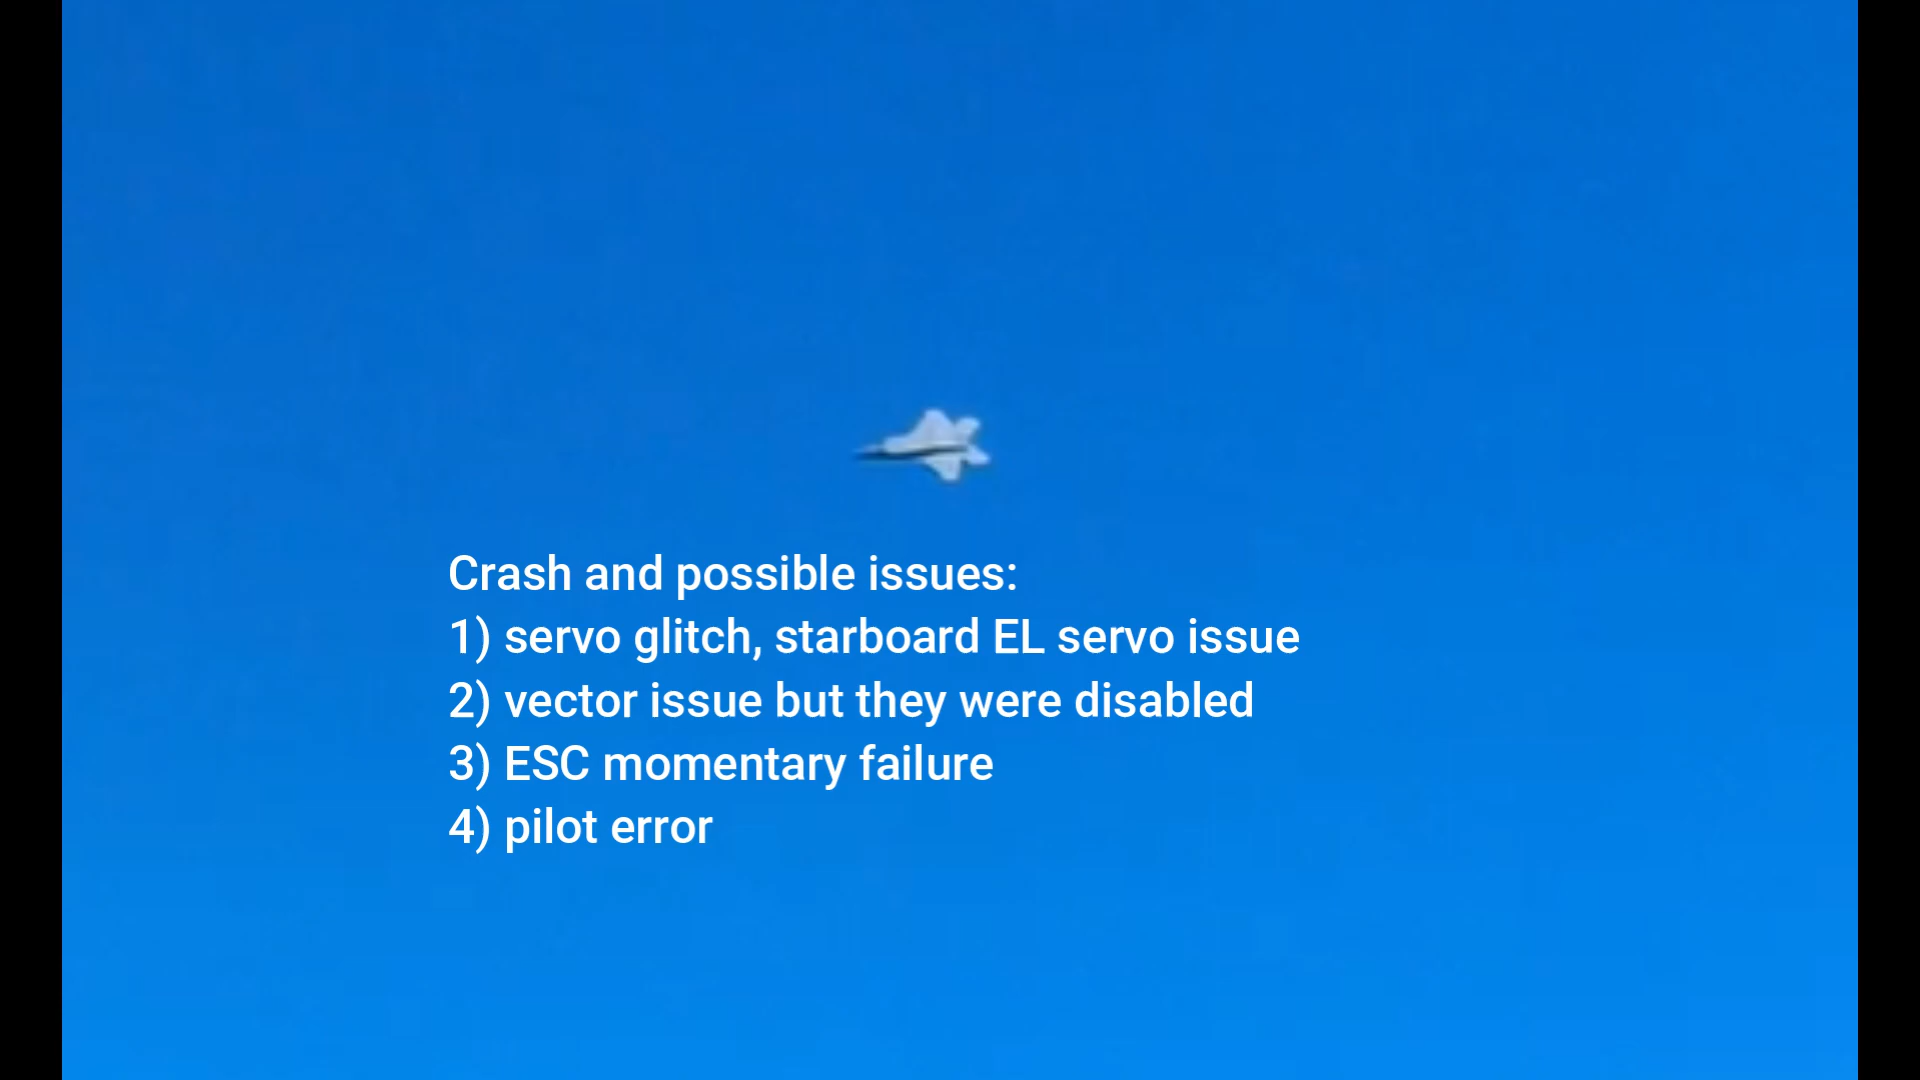 Crash and possible issues:
1) servo glitch, starboard EL servo issue
2) vector issue but they were disabled
3) ESC momentary failure
4) pilot error